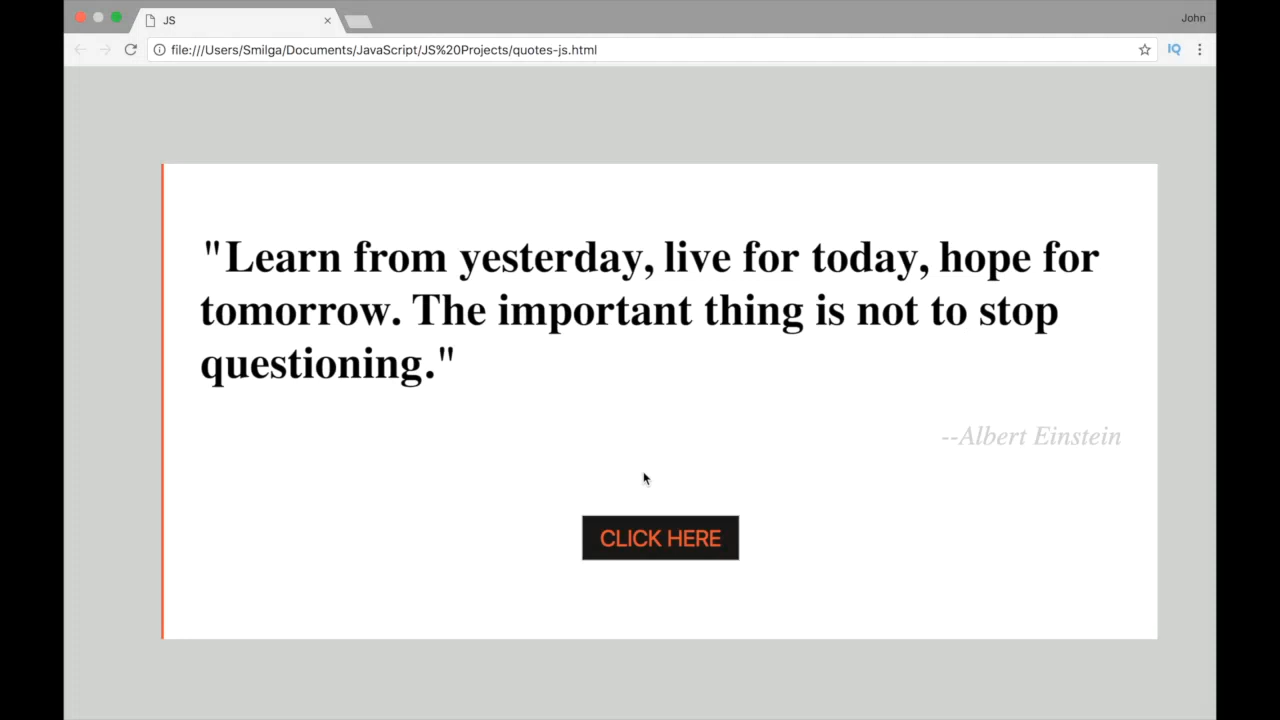 JS
John
file:///Users/Smilga/Documents/JavaScript/JS%20Projects/quotes-js.html
IQ
"Learn from yesterday, live for today, hope for
tomorrow. The important thing is not to stop
questioning."
--Albert Einstein
CLICK HERE